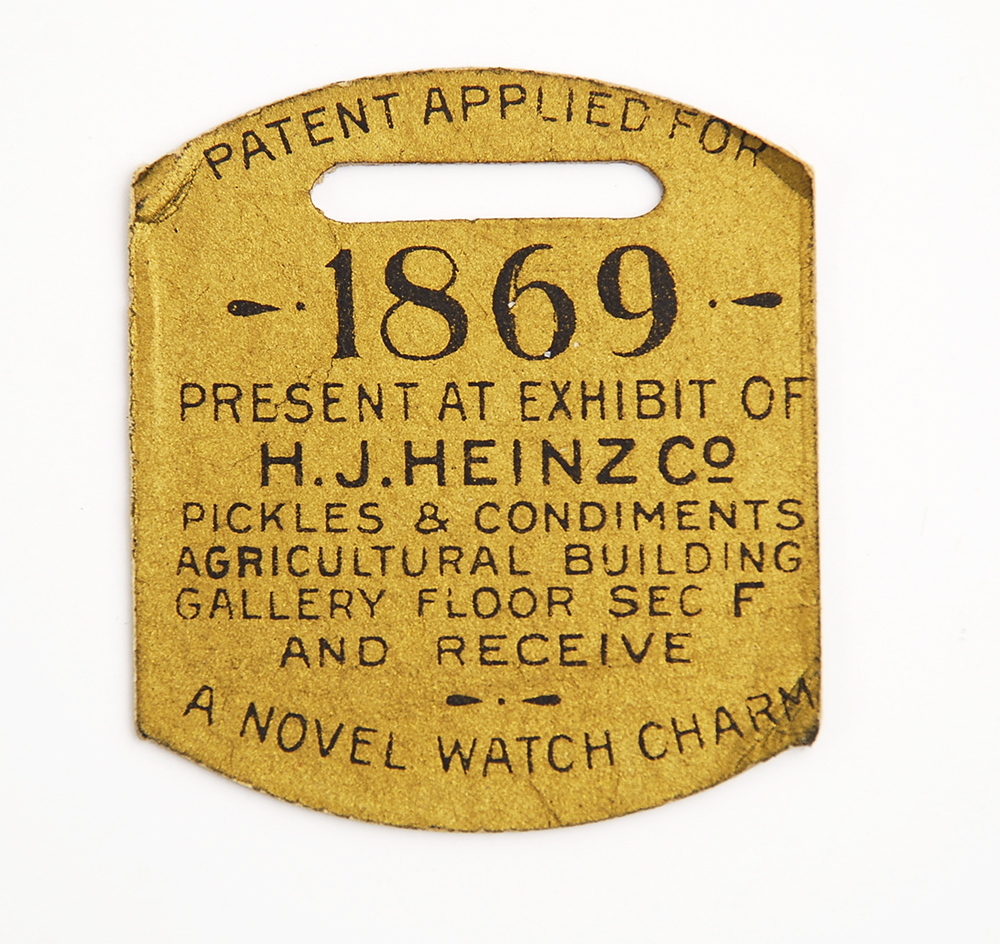 PATENT APPLIED FOR
1869
PRESENT AT EXHIBIT OF
H.J.HEINZ Co
PICKLES & CONDIMENTS
AGRICULTURAL BUILDING
GALLERY FLOOR SEC F
AND RECEIVE
A NOVEL WATCH CHARM